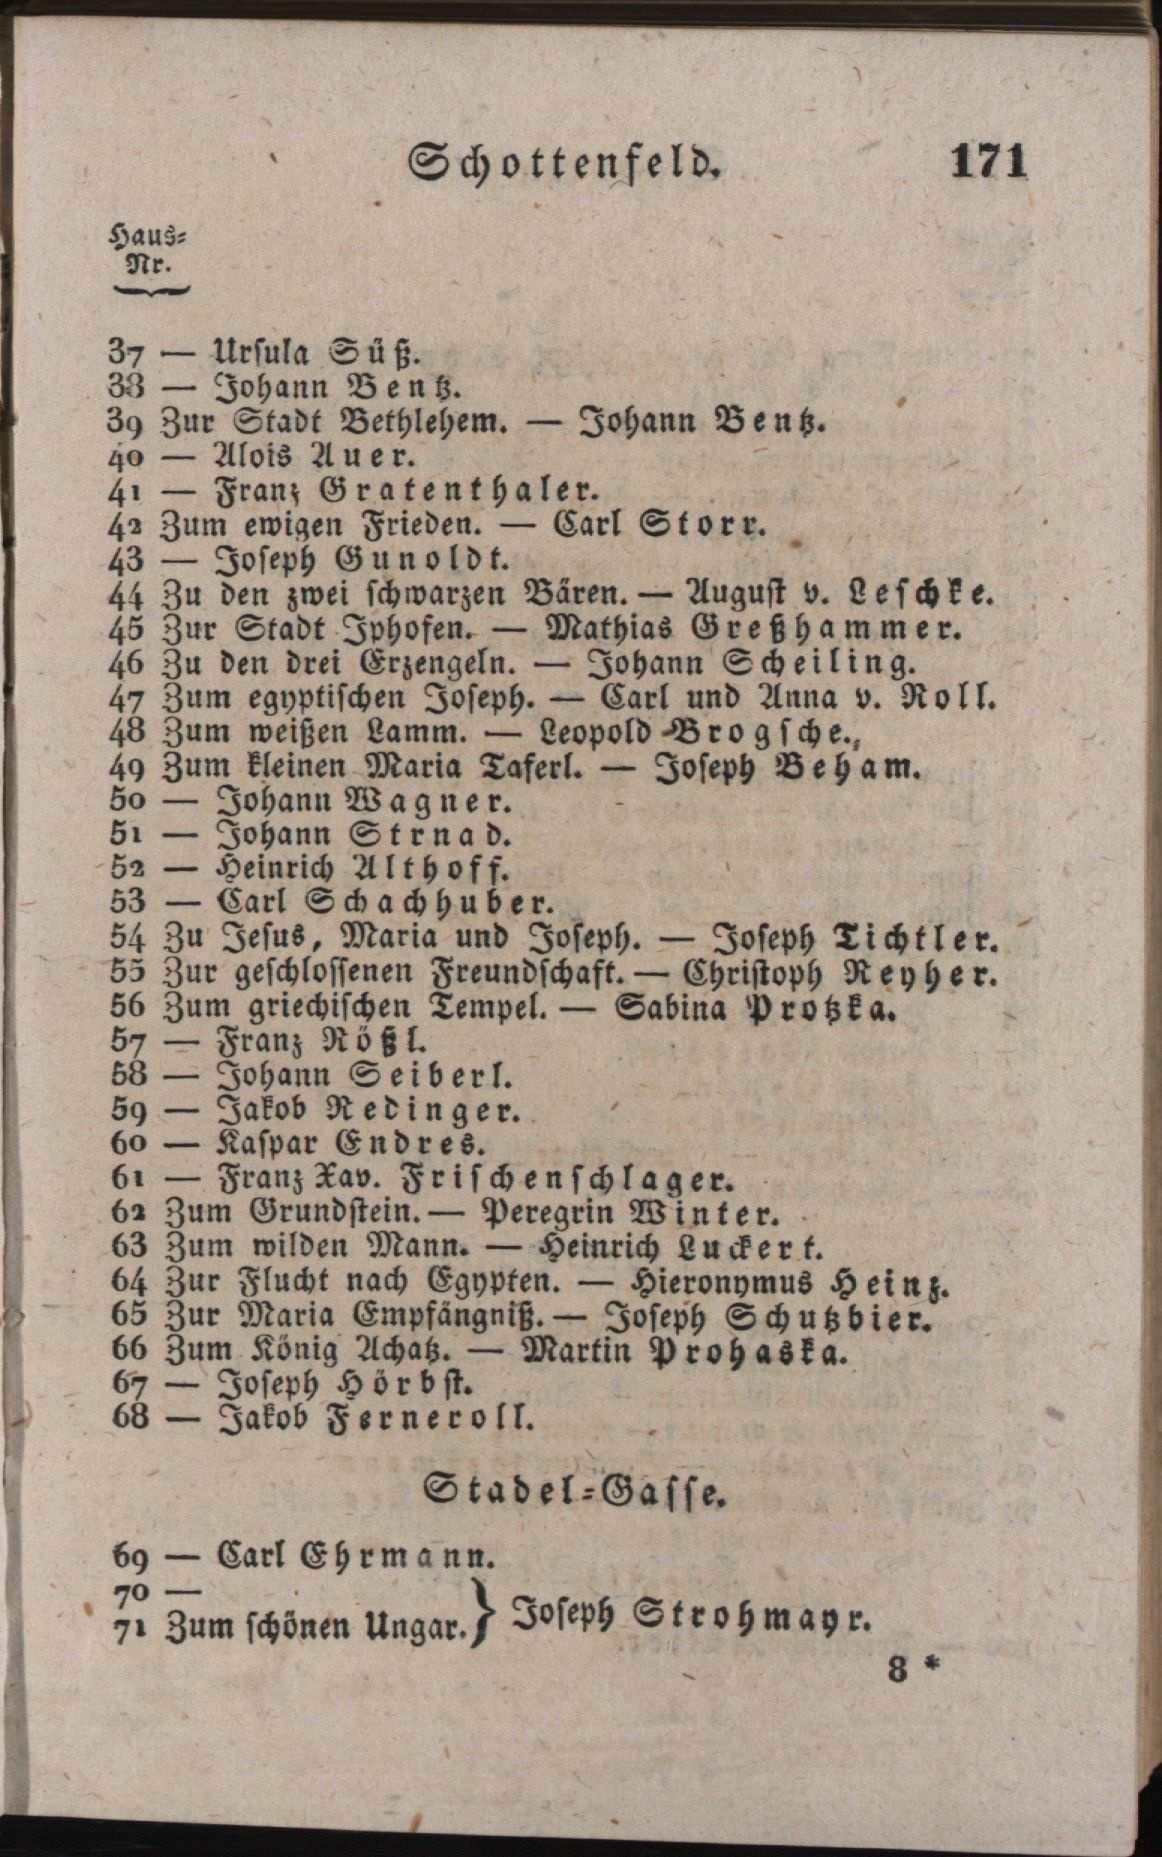 Schottenfeld. 171
Haus-
Nr.
37 — Ursula Süß.
38 — Johann Bentz.
39 Zur Stadt Bethlehem. — Johann Bentz.
40 — Alois Auer.
41 — Franz Gratenthaler.
42 Zum ewigen Frieden. — Carl Storr.
43 — Joseph Gunoldt.
44 Zu den zwei schwarzen Bären. — August v. Leschke.
45 Zur Stadt Iphofen. — Mathias Greßhammer.
46 Zu den drei Erzengeln. — Johann Scheiling.
47 Zum egyptischen Joseph. — Carl und Anna v. Roll.
48 Zum weißen Lamm. — Leopold Brogsche.
49 Zum kleinen Maria Taferl. — Joseph Beham.
50 — Johann Wagner.
51 — Johann Strnad.
52 — Heinrich Althoff.
53 — Carl Schachhuber.
54 Zu Jesus, Maria und Joseph. — Joseph Tichtler.
55 Zur geschlossenen Freundschaft. — Christoph Reyher.
56 Zum griechischen Tempel. — Sabina Protzka.
57 — Franz Rößl.
58 — Johann Seiberl.
59 — Jakob Redinger.
60 — Kaspar Endres.
61 — Franz Xav. Frischenschlager.
62 Zum Grundstein. — Peregrin Winter.
63 Zum wilden Mann. — Heinrich Luckert.
64 Zur Flucht nach Egypten. — Hieronymus Heinz.
65 Zur Maria Empfängniß. — Joseph Schutzbier.
66 Zum König Achatz. — Martin Prohaska.
67 — Joseph Hörbst.
68 — Jakob Ferneroll.
Stadel-Gasse.
69 — Carl Ehrmann.
70 —
71 Zum schönen Ungar. } Joseph Strohmayr.
8 *